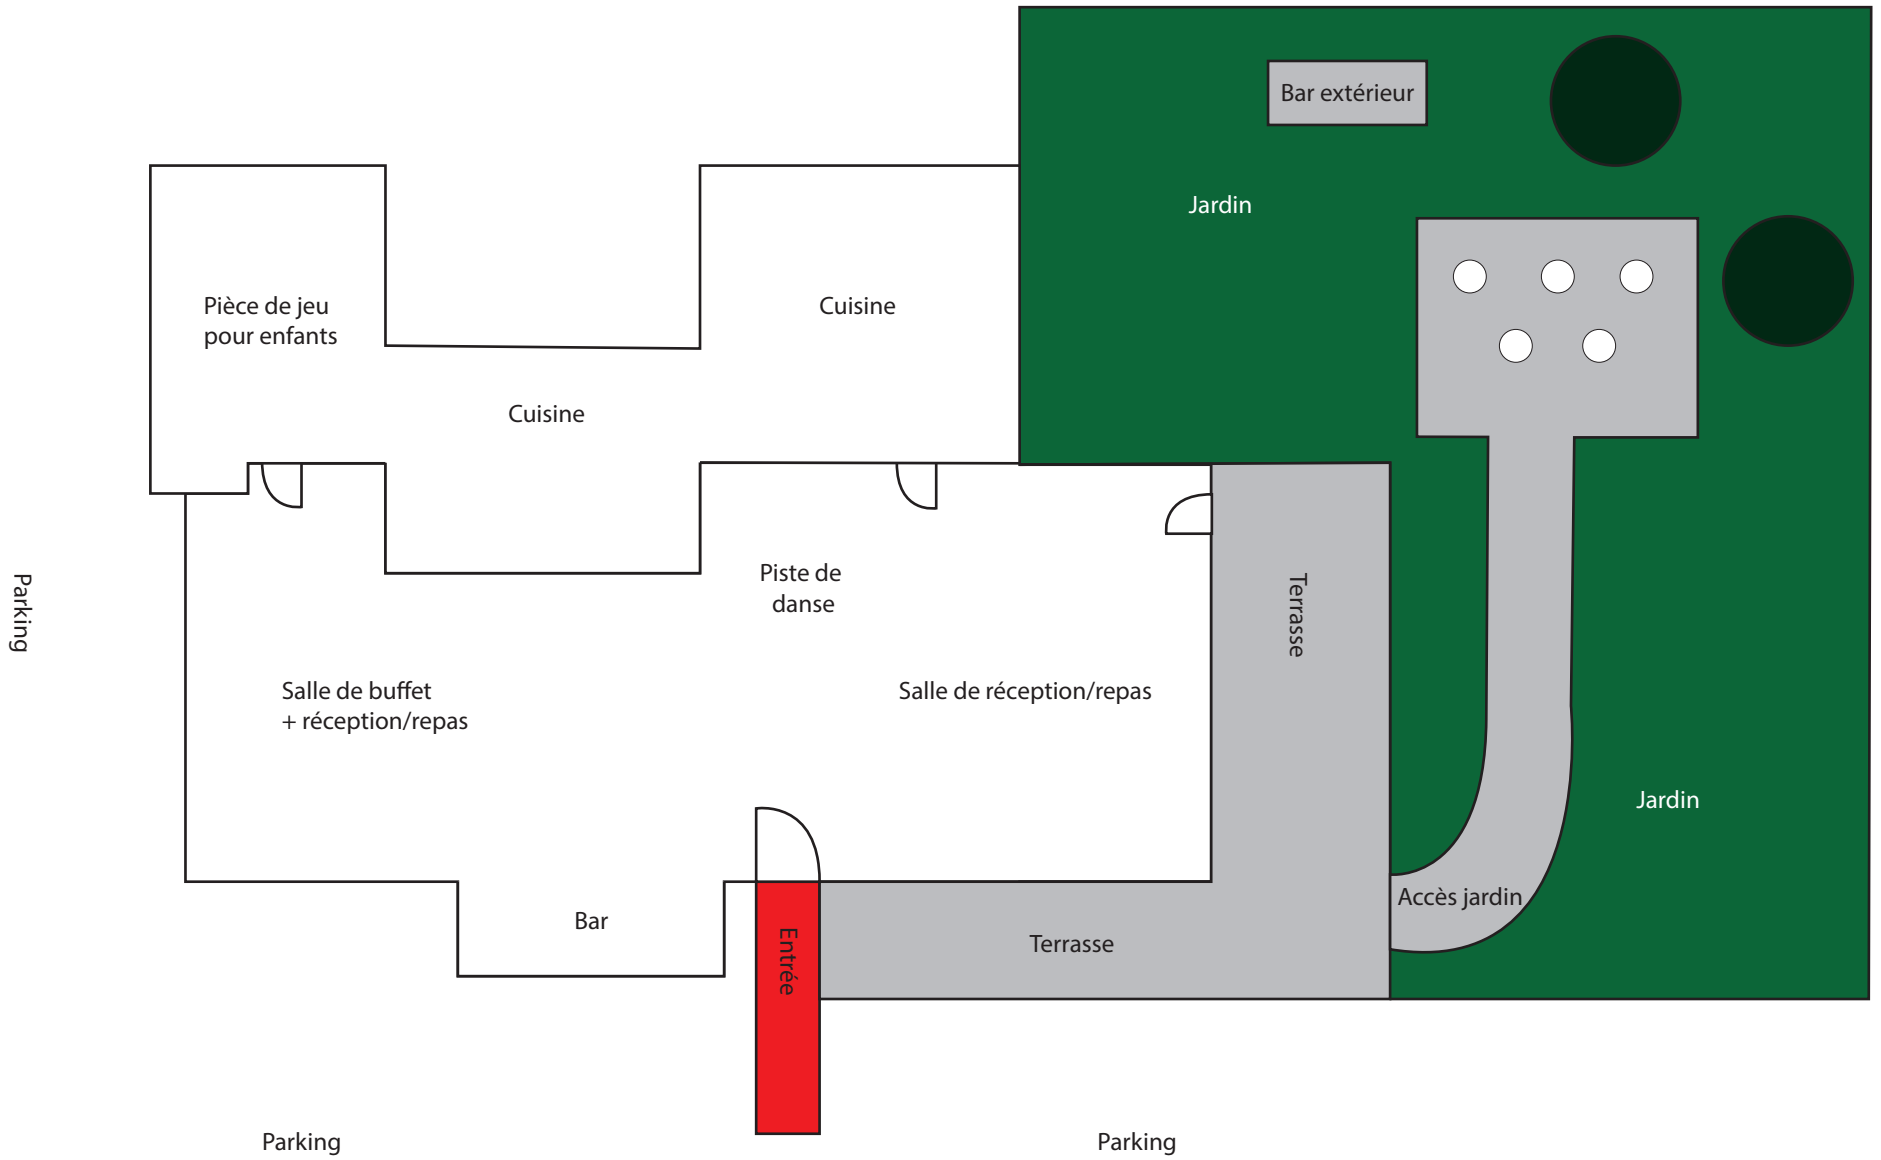 Bar extérieur
Jardin
Pièce de jeu
pour enfants
Cuisine
Cuisine
Parking
Piste de
danse
Terrasse
Salle de buffet
+ réception/repas
Salle de réception/repas
Jardin
Accès jardin
Bar
Entrée
Terrasse
Parking
Parking